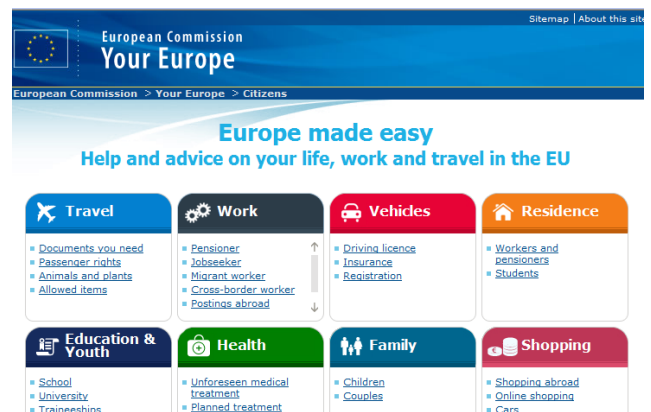 Sitemap | About this site
European Commission
Your Europe
European Commission > Your Europe > Citizens
Europe made easy
Help and advice on your life, work and travel in the EU
Travel
Documents you need
Passenger rights
Animals and plants
Allowed items
Work
Pensioner
Jobseeker
Migrant worker
Cross-border worker
Postings abroad
Vehicles
Driving licence
Insurance
Registration
Residence
Workers and
pensioners
Students
Education &
Youth
School
University
Traineeships
Health
Unforeseen medical
treatment
Planned treatment
Family
Children
Couples
Shopping
Shopping abroad
Online shopping
Cars